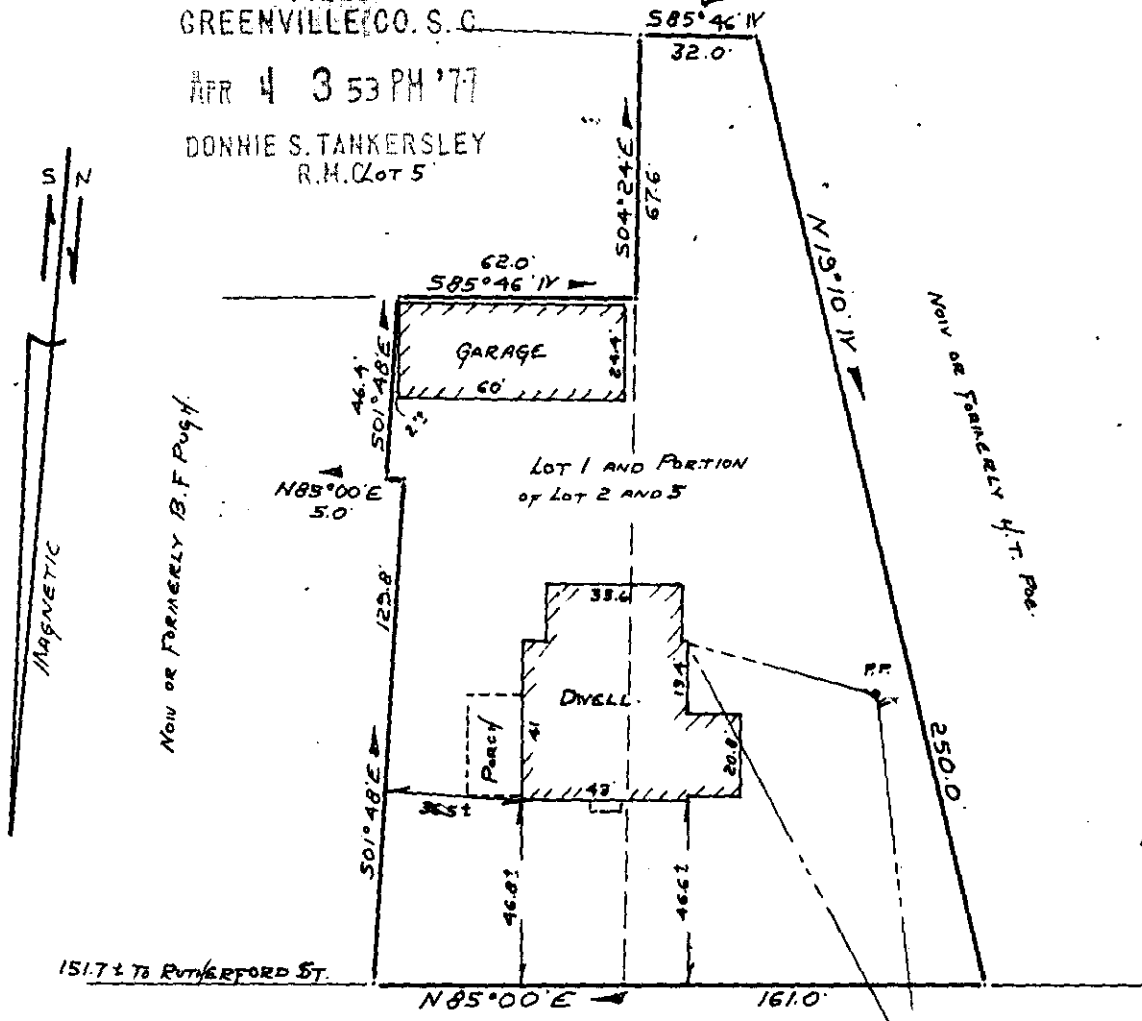 GREENVILLE CO. S. C.
APR 4 3 53 PM '77
DONNIE S. TANKERSLEY
R.M.C.
LOT 5
S85°46'W
32.0'
S N
S04°24'E
67.6
62.0'
S85°46'W
N19°10'W
GARAGE
24.4'
60'
46.4'
S01°48'E
NOW OR FORMERLY H.T. POE.
NOW OR FORMERLY B.F PUGH.
LOT 1 AND PORTION
OF LOT 2 AND 5
N85°00'E
5.0'
MAGNETIC
129.8'
P.P.
DWELL.
19.4'
PORCH
41
20.8'
43'
250.0'
S01°48'E
46.8±
46.6±
151.7± TO RUTHERFORD ST.
N85°00'E
161.0'